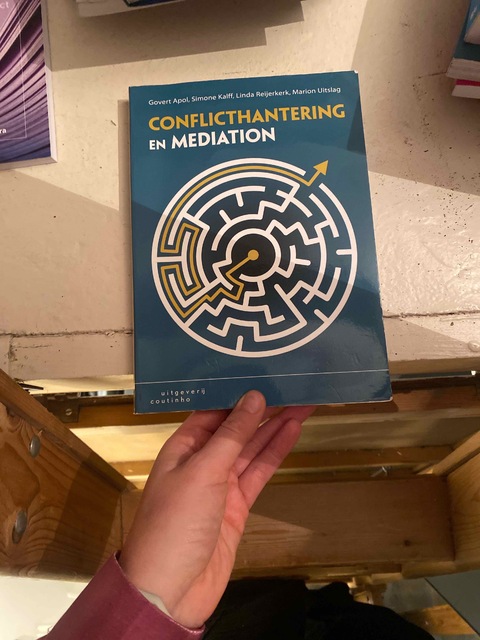 Govert Apol, Simone Kalff, Linda Reijerkerk, Marion Uitslag
CONFLICTHANTERING
EN MEDIATION
uitgeverij
coutinho